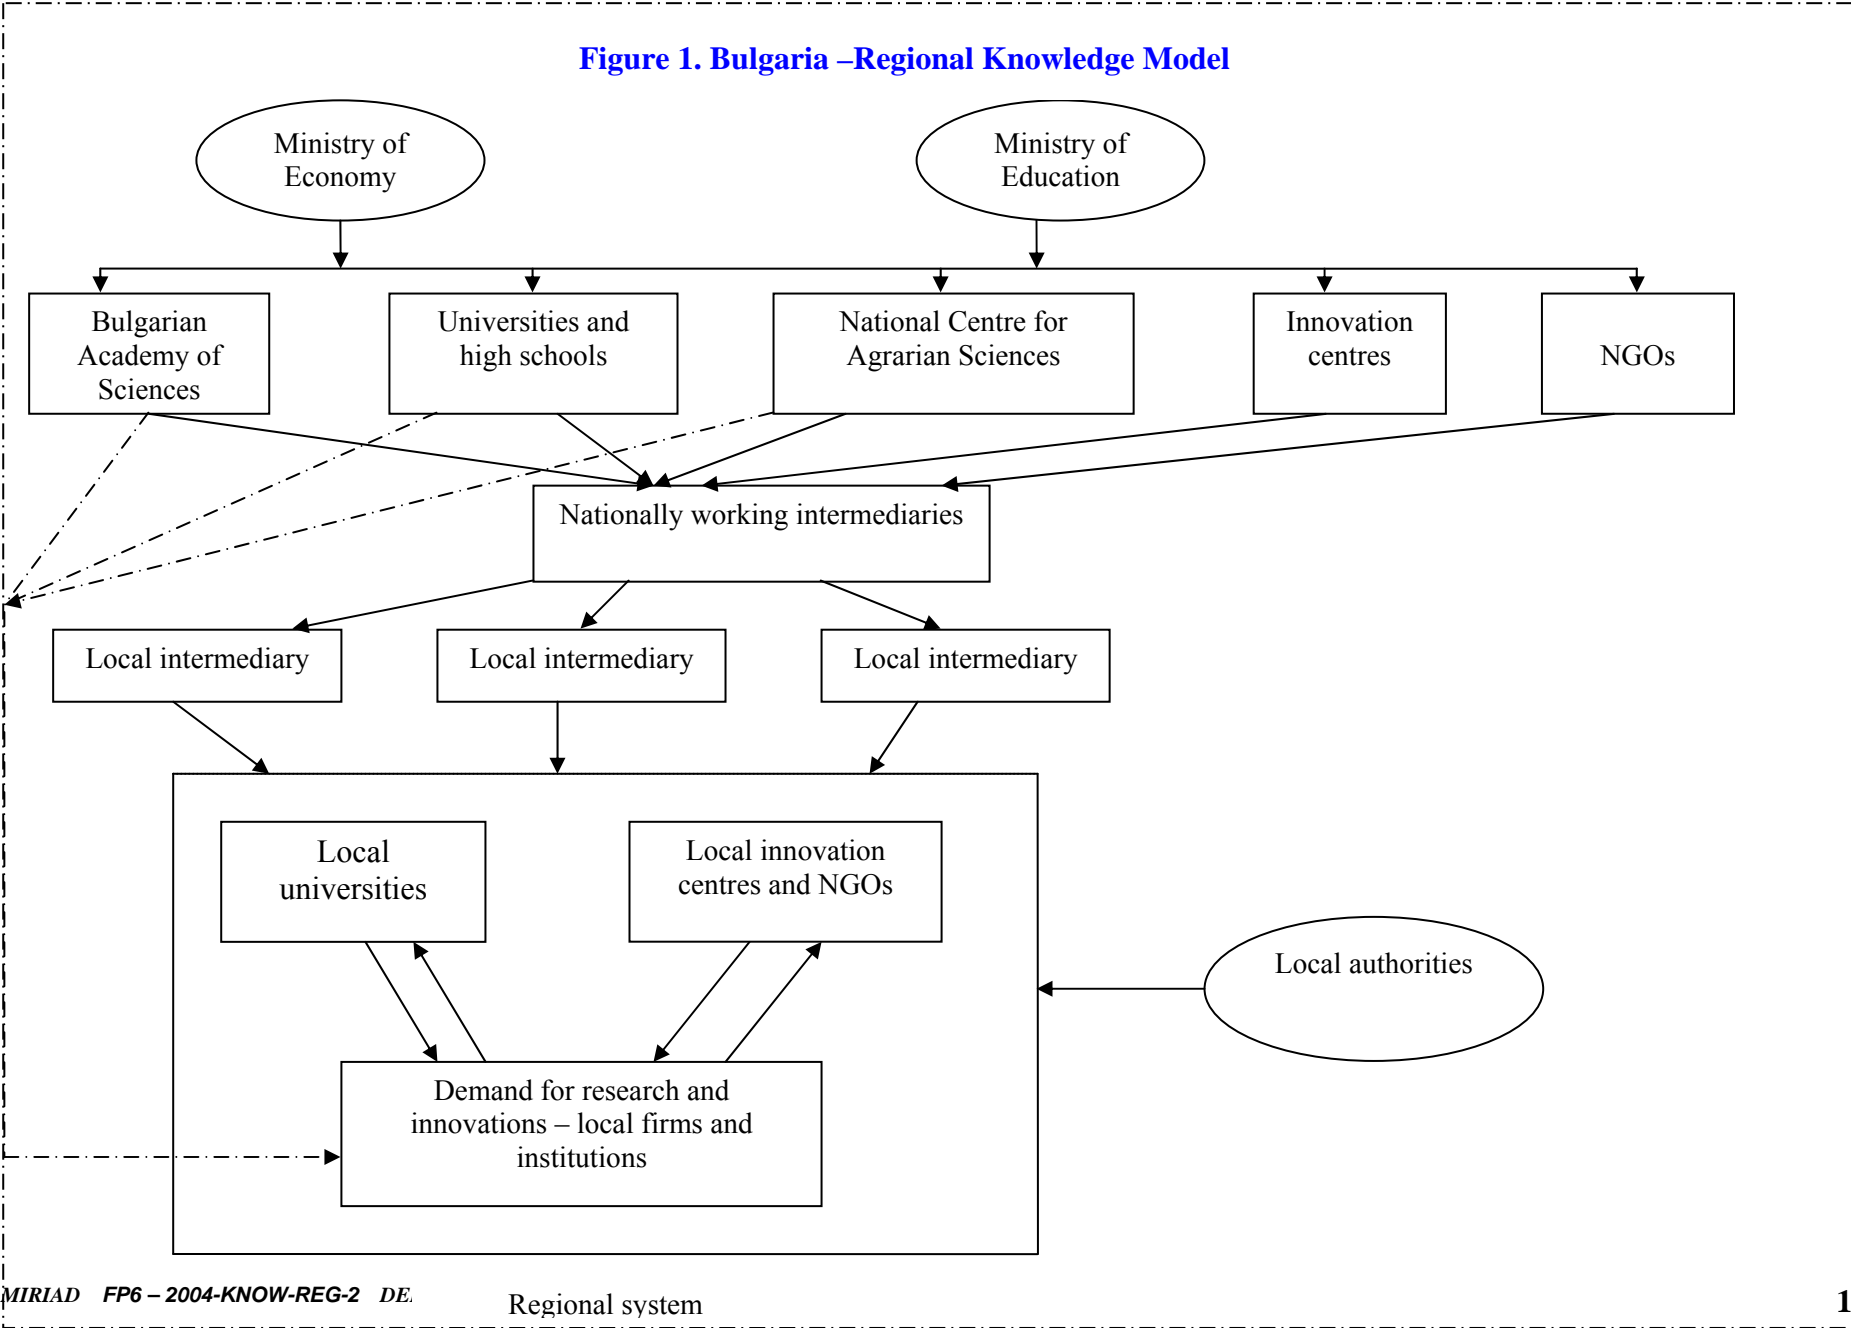 Figure 1. Bulgaria –Regional Knowledge Model
Ministry of
Economy
Ministry of
Education
Bulgarian
Academy of
Sciences
Universities and
high schools
National Centre for
Agrarian Sciences
Innovation
centres
NGOs
Nationally working intermediaries
Local intermediary
Local intermediary
Local intermediary
Local
universities
Local innovation
centres and NGOs
Local authorities
Demand for research and
innovations – local firms and
institutions
MIRIAD FP6 – 2004-KNOW-REG-2
Regional system
1